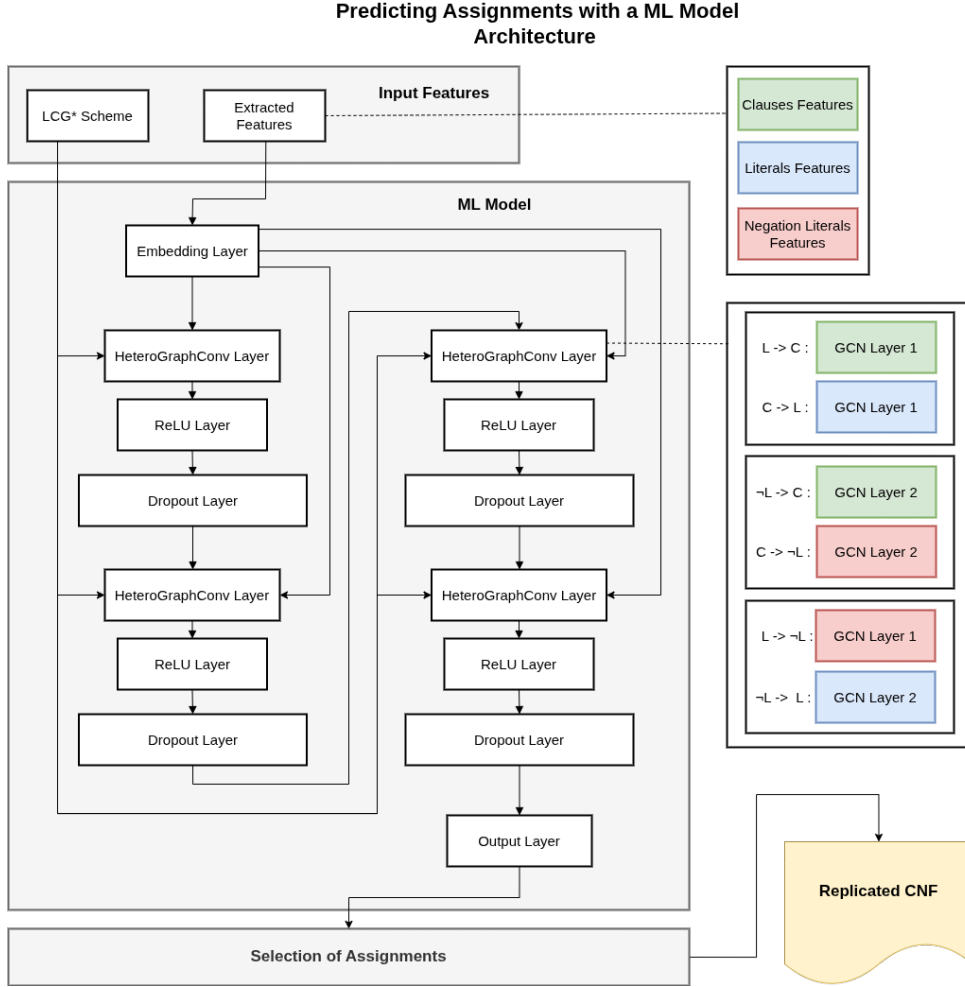 Predicting Assignments with a ML Model
Architecture
Input Features
LCG* Scheme
Extracted
Features
Clauses Features
Literals Features
Negation Literals
Features
ML Model
Embedding Layer
HeteroGraphConv Layer
ReLU Layer
Dropout Layer
HeteroGraphConv Layer
ReLU Layer
Dropout Layer
HeteroGraphConv Layer
ReLU Layer
Dropout Layer
HeteroGraphConv Layer
ReLU Layer
Dropout Layer
Output Layer
L -> C : GCN Layer 1
C -> L : GCN Layer 1
¬L -> C : GCN Layer 2
C -> ¬L : GCN Layer 2
L -> ¬L : GCN Layer 1
¬L -> L : GCN Layer 2
Selection of Assignments
Replicated CNF